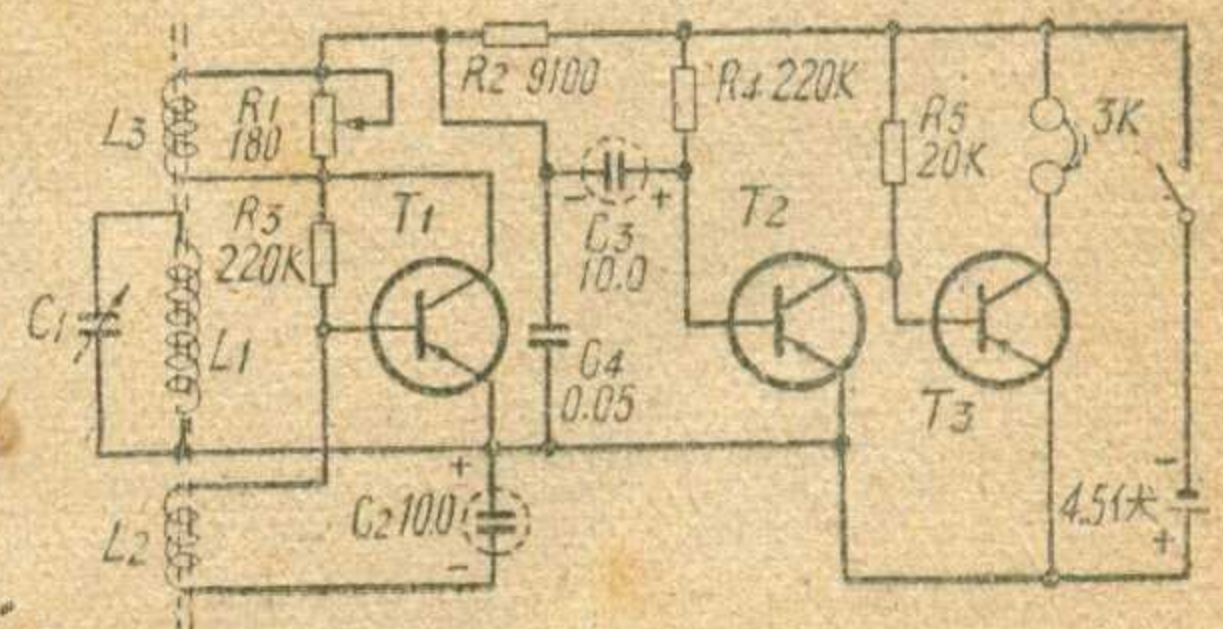 R2 9100
R4 220K
R1
180
L3
R5
20K
3K
- +
C3
10.0
R3
220K
T1
T2
C1
L1
C4
0.05
T3
+
C2 10.0
-
L2
-
4.5伏
+